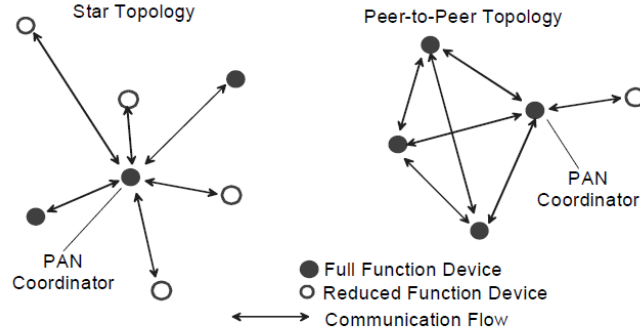 Star Topology
Peer-to-Peer Topology
PAN
Coordinator
PAN
Coordinator
Full Function Device
Reduced Function Device
Communication Flow